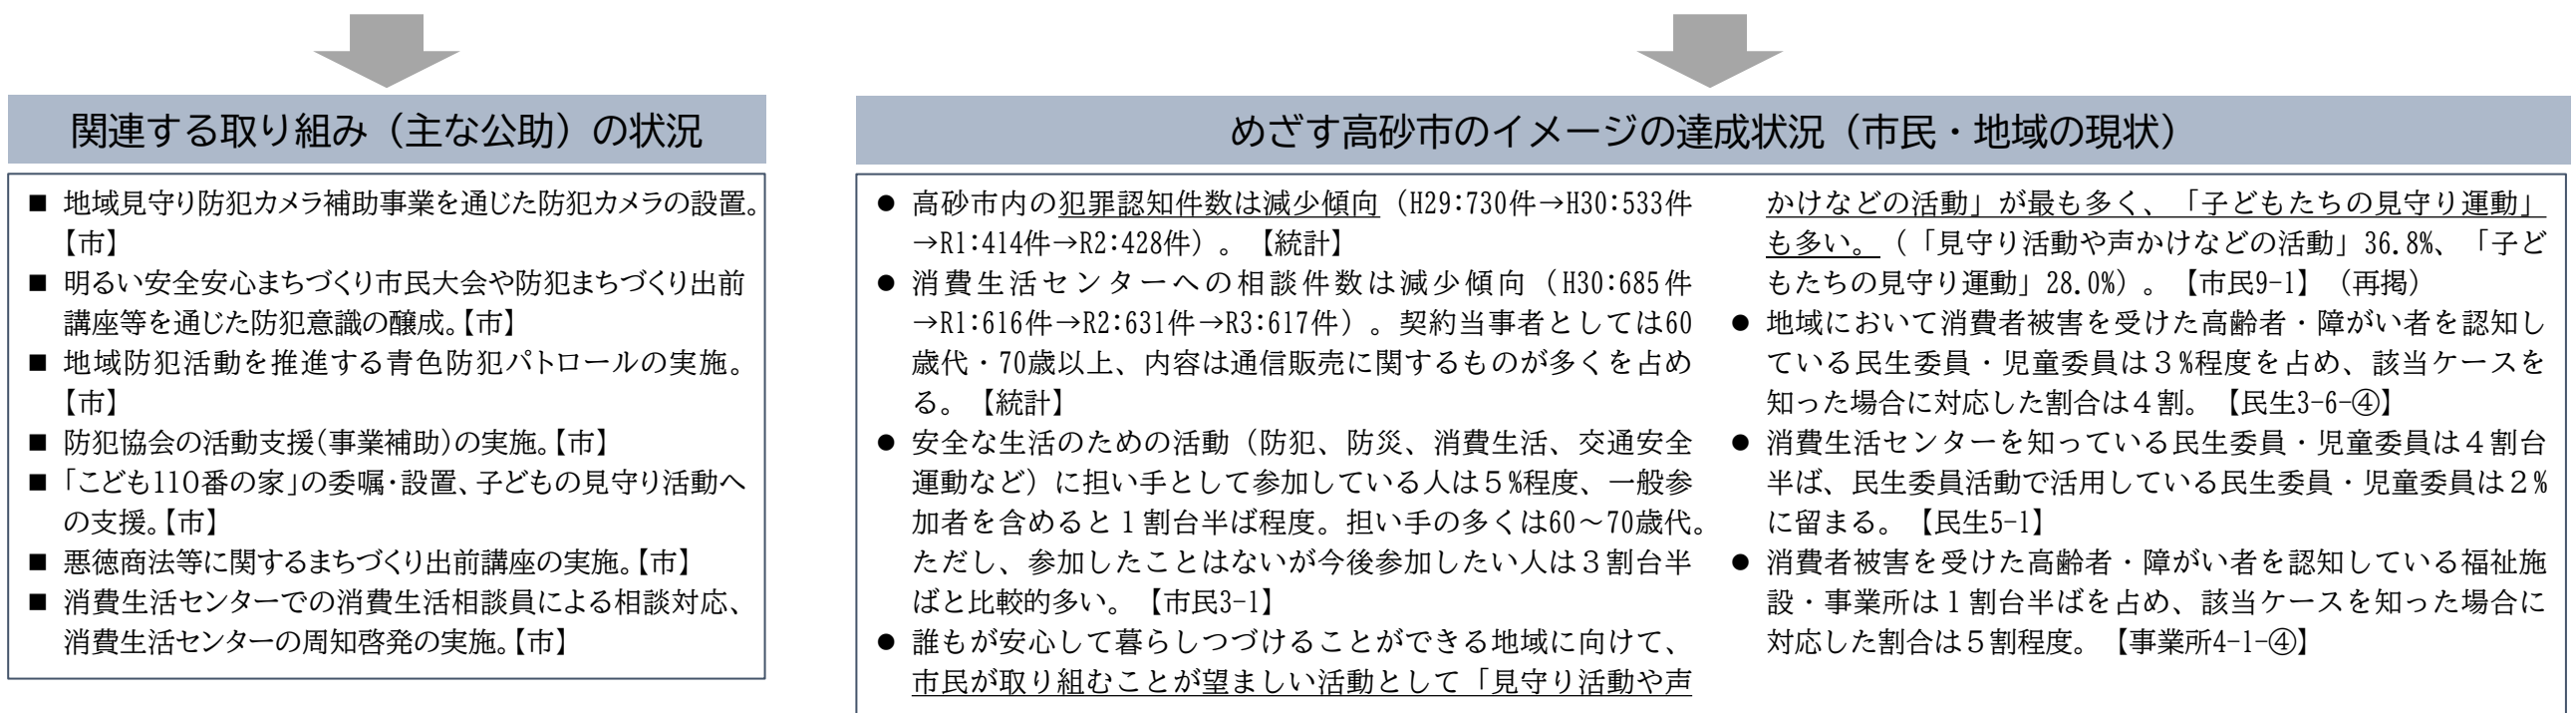 関連する取り組み（主な公助）の状況
■ 地域見守り防犯カメラ補助事業を通じた防犯カメラの設置。
【市】
■ 明るい安全安心まちづくり市民大会や防犯まちづくり出前
講座等を通じた防犯意識の醸成。【市】
■ 地域防犯活動を推進する青色防犯パトロールの実施。
【市】
■ 防犯協会の活動支援(事業補助)の実施。【市】
■ 「こども110番の家」の委嘱・設置、子どもの見守り活動へ
の支援。【市】
■ 悪徳商法等に関するまちづくり出前講座の実施。【市】
■ 消費生活センターでの消費生活相談員による相談対応、
消費生活センターの周知啓発の実施。【市】
めざす高砂市のイメージの達成状況（市民・地域の現状）
● 高砂市内の犯罪認知件数は減少傾向（H29:730件→H30:533件
→R1:414件→R2:428件）。【統計】
● 消費生活センターへの相談件数は減少傾向（H30:685件
→R1:616件→R2:631件→R3:617件）。契約当事者としては60
歳代・70歳以上、内容は通信販売に関するものが多くを占め
る。【統計】
● 安全な生活のための活動（防犯、防災、消費生活、交通安全
運動など）に担い手として参加している人は５%程度、一般参
加者を含めると１割台半ば程度。担い手の多くは60～70歳代。
ただし、参加したことはないが今後参加したい人は３割台半
ばと比較的多い。【市民3-1】
● 誰もが安心して暮らしつづけることができる地域に向けて、
市民が取り組むことが望ましい活動として「見守り活動や声
かけなどの活動」が最も多く、「子どもたちの見守り運動」
も多い。（「見守り活動や声かけなどの活動」36.8%、「子ど
もたちの見守り運動」28.0%）。【市民9-1】（再掲）
● 地域において消費者被害を受けた高齢者・障がい者を認知し
ている民生委員・児童委員は３%程度を占め、該当ケースを
知った場合に対応した割合は４割。【民生3-6-④】
● 消費生活センターを知っている民生委員・児童委員は４割台
半ば、民生委員活動で活用している民生委員・児童委員は２%
に留まる。【民生5-1】
● 消費者被害を受けた高齢者・障がい者を認知している福祉施
設・事業所は１割台半ばを占め、該当ケースを知った場合に
対応した割合は５割程度。【事業所4-1-④】